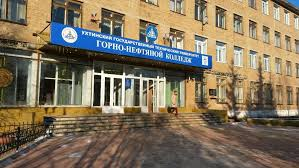 УХТИНСКИЙ ГОСУДАРСТВЕННЫЙ ТЕХНИЧЕСКИЙ УНИВЕРСИТЕТ
ГОРНО-НЕФТЯНОЙ КОЛЛЕДЖ